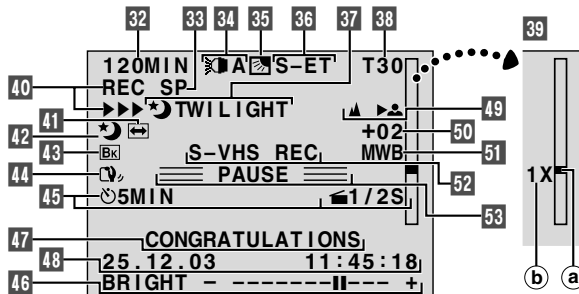 32 33 34 35 36 37 38 39
120MIN A S-ET T30
REC SP
40
TWILIGHT
49
41
42 +02 50
43 BK S-VHS REC MWB 51
52
44 PAUSE
1X
45 5MIN 1/2S
53
47 CONGRATULATIONS
b a
48 25.12.03 11:45:18
46 BRIGHT - --------II--- +